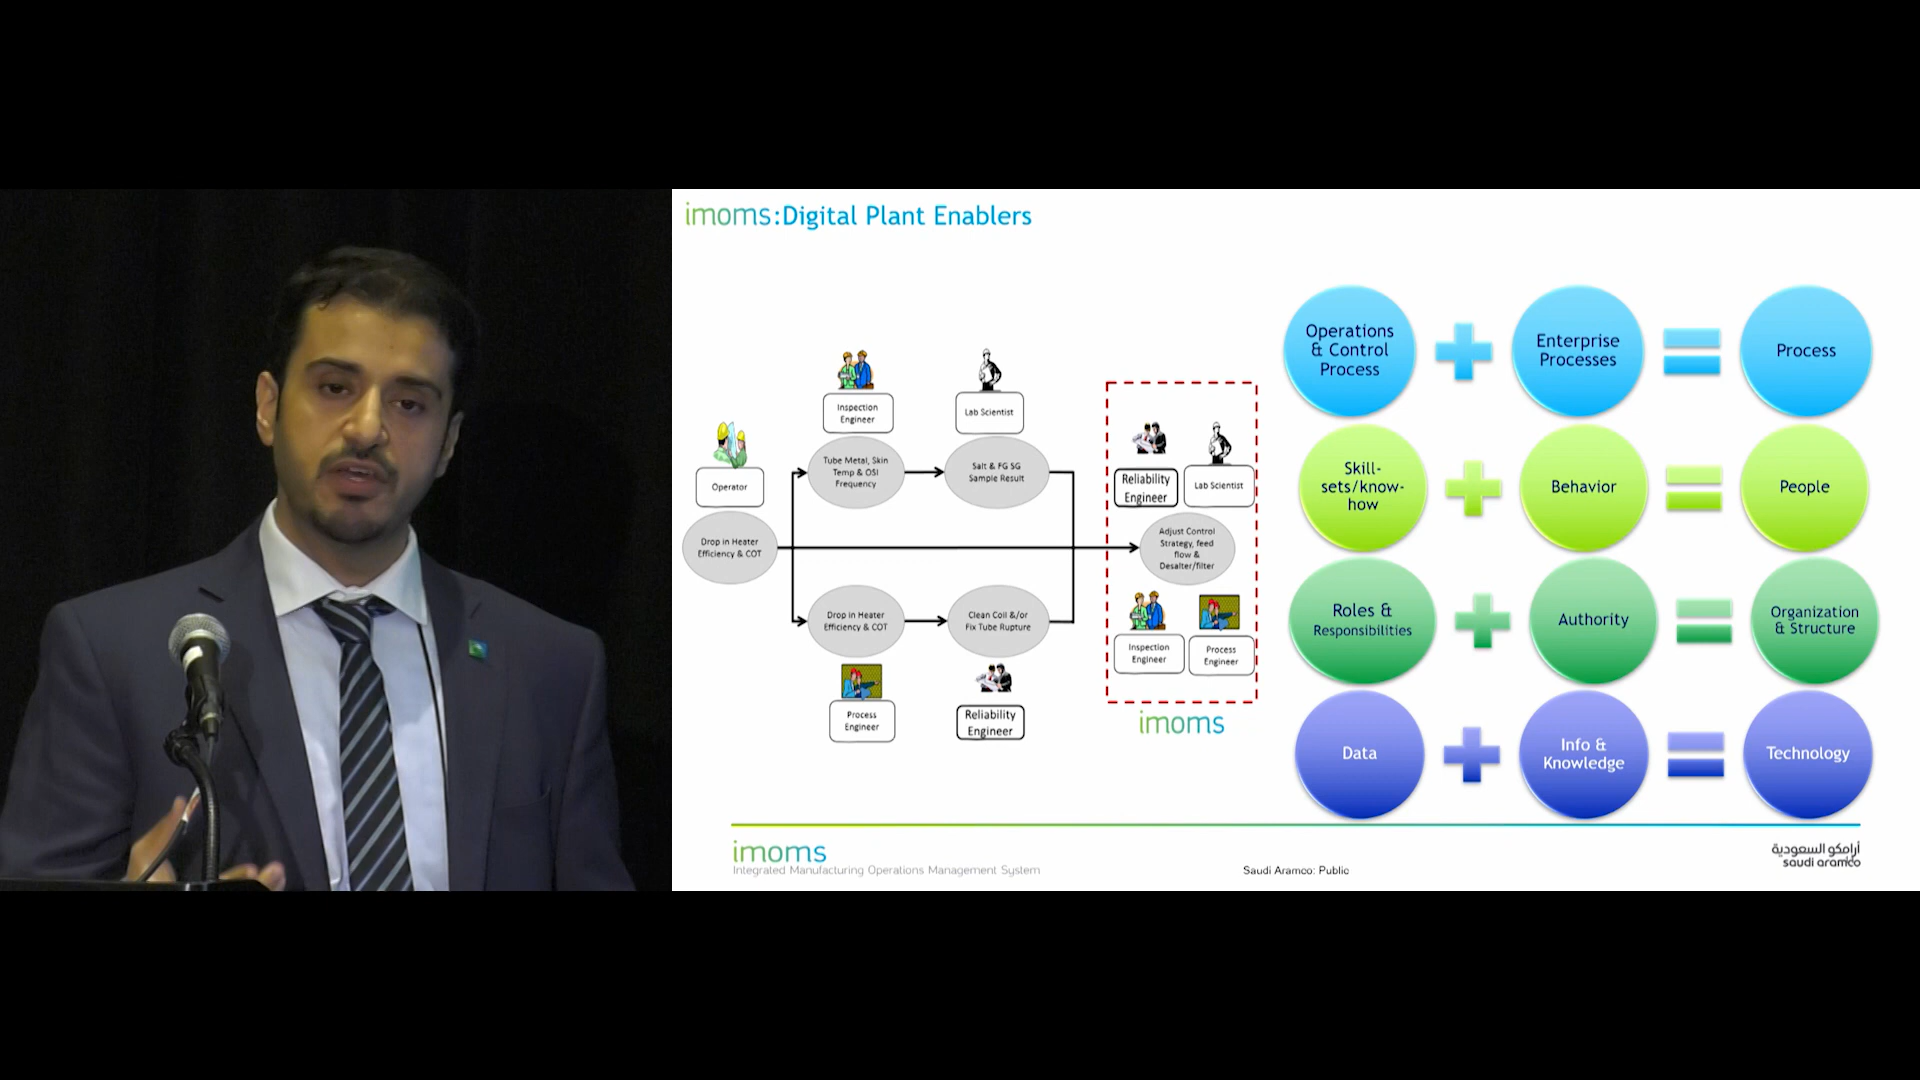 imoms:Digital Plant Enablers
Operator
Drop in Heater
Efficiency & COT
Inspection
Engineer
Tube Metal, Skin
Temp & OSI
Frequency
Lab Scientist
Salt & FG SG
Sample Result
Drop in Heater
Efficiency & COT
Process
Engineer
Clean Coil &/or
Fix Tube Rupture
Reliability
Engineer
Reliability
Engineer
Lab Scientist
Adjust Control
Strategy, feed
flow &
Desalter/filter
Inspection
Engineer
Process
Engineer
imoms
Operations
& Control
Process
Enterprise
Processes
Process
Skill-
sets/know-
how
Behavior
People
Roles &
Responsibilities
Authority
Organization
& Structure
Data
Info &
Knowledge
Technology
imoms
Integrated Manufacturing Operations Management System
Saudi Aramco: Public
أرامكو السعودية
saudi aramco